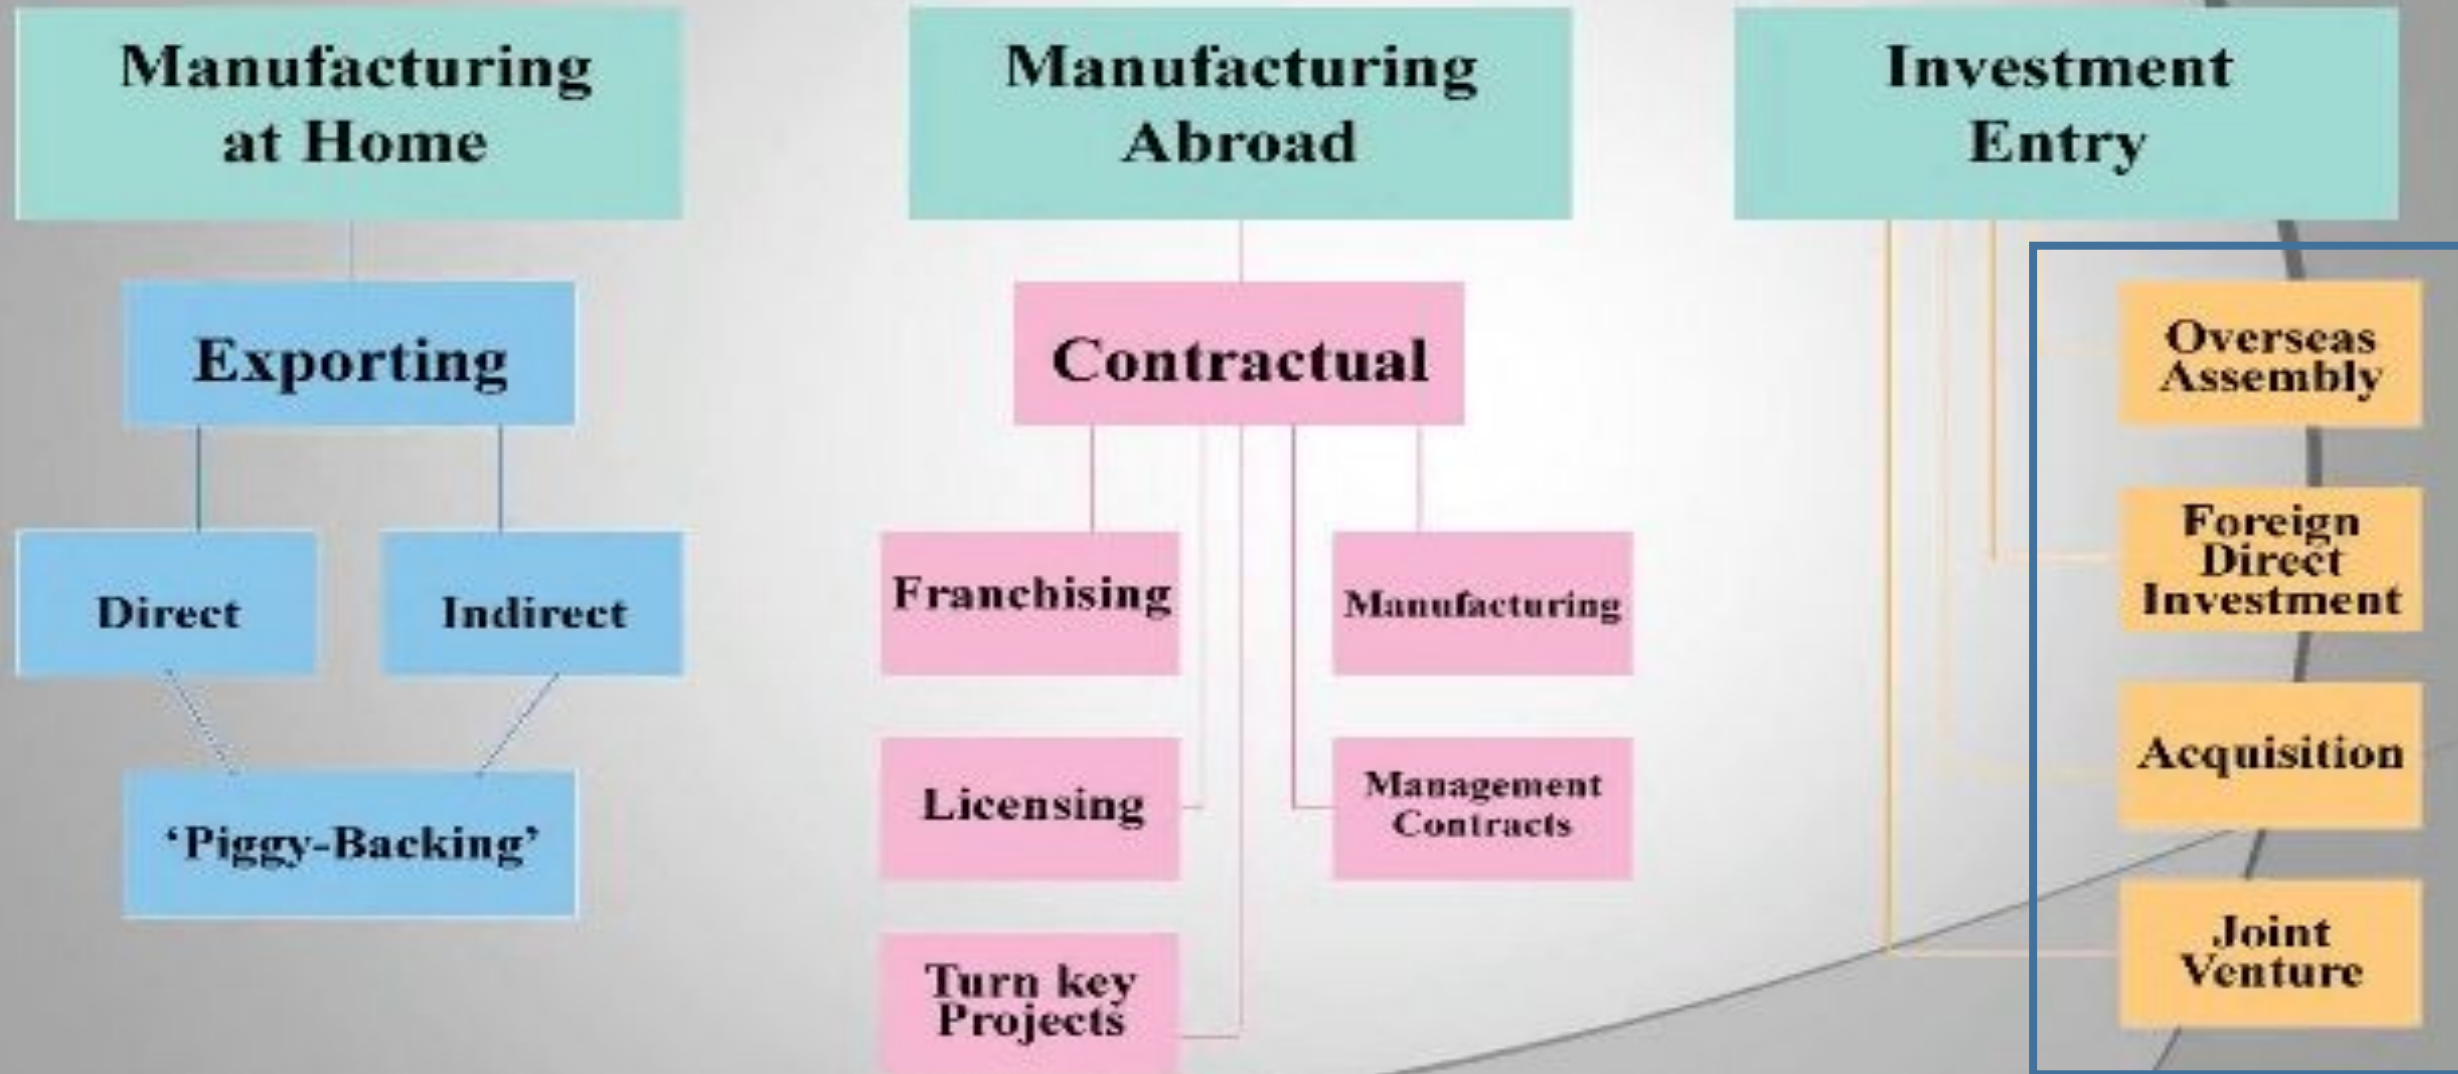 Manufacturing
at Home
Manufacturing
Abroad
Investment
Entry
Exporting
Direct
Indirect
‘Piggy-Backing’
Contractual
Franchising
Manufacturing
Licensing
Management
Contracts
Turn key
Projects
Overseas
Assembly
Foreign
Direct
Investment
Acquisition
Joint
Venture